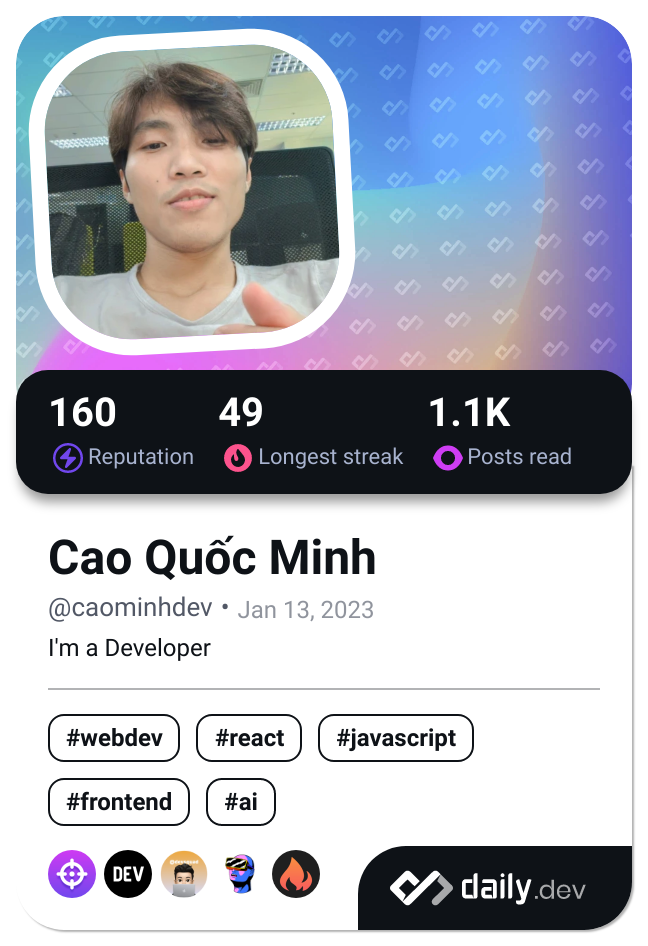 160 49 1.1K
Reputation Longest streak Posts read
Cao Quốc Minh
@caominhdev • Jan 13, 2023
I'm a Developer
#webdev #react #javascript
#frontend #ai
DEV
daily.dev